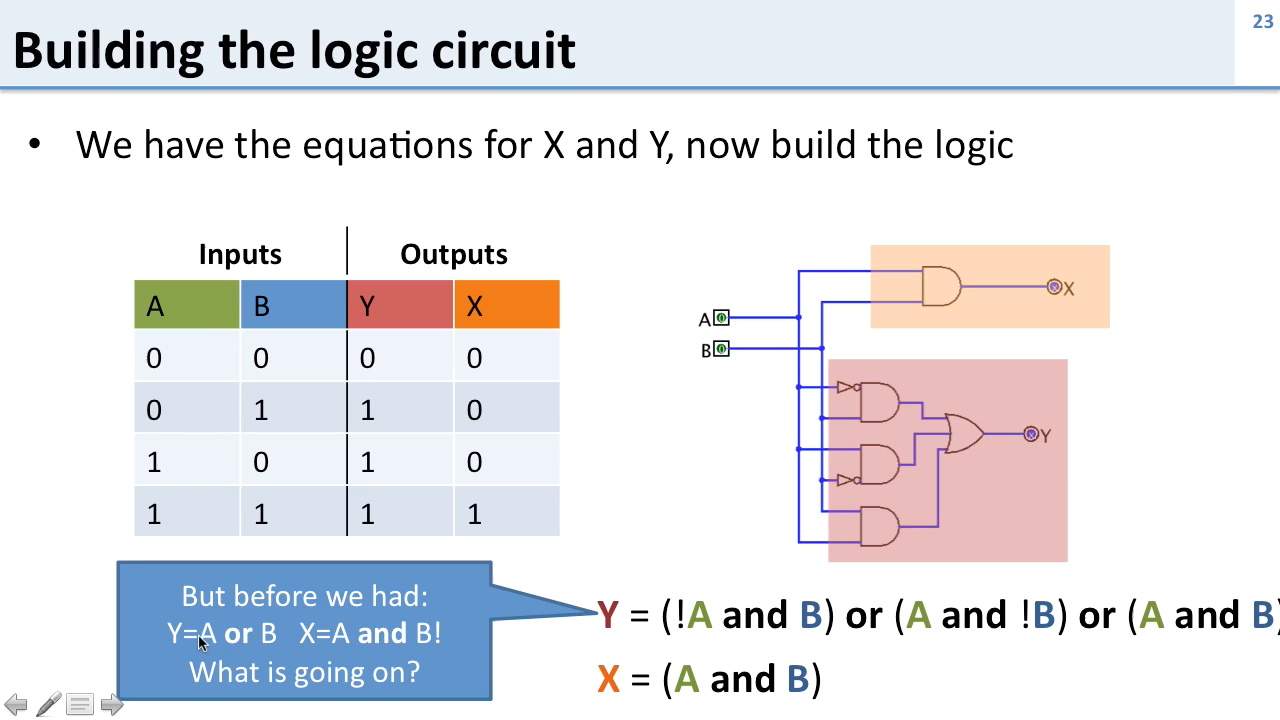 23
Building the logic circuit
• We have the equations for X and Y, now build the logic
Inputs Outputs
A B Y X
0 0 0 0
0 1 1 0
1 0 1 0
1 1 1 1
X
A
B
Y
But before we had:
Y=A or B X=A and B!
What is going on?
Y = (!A and B) or (A and !B) or (A and B)
X = (A and B)